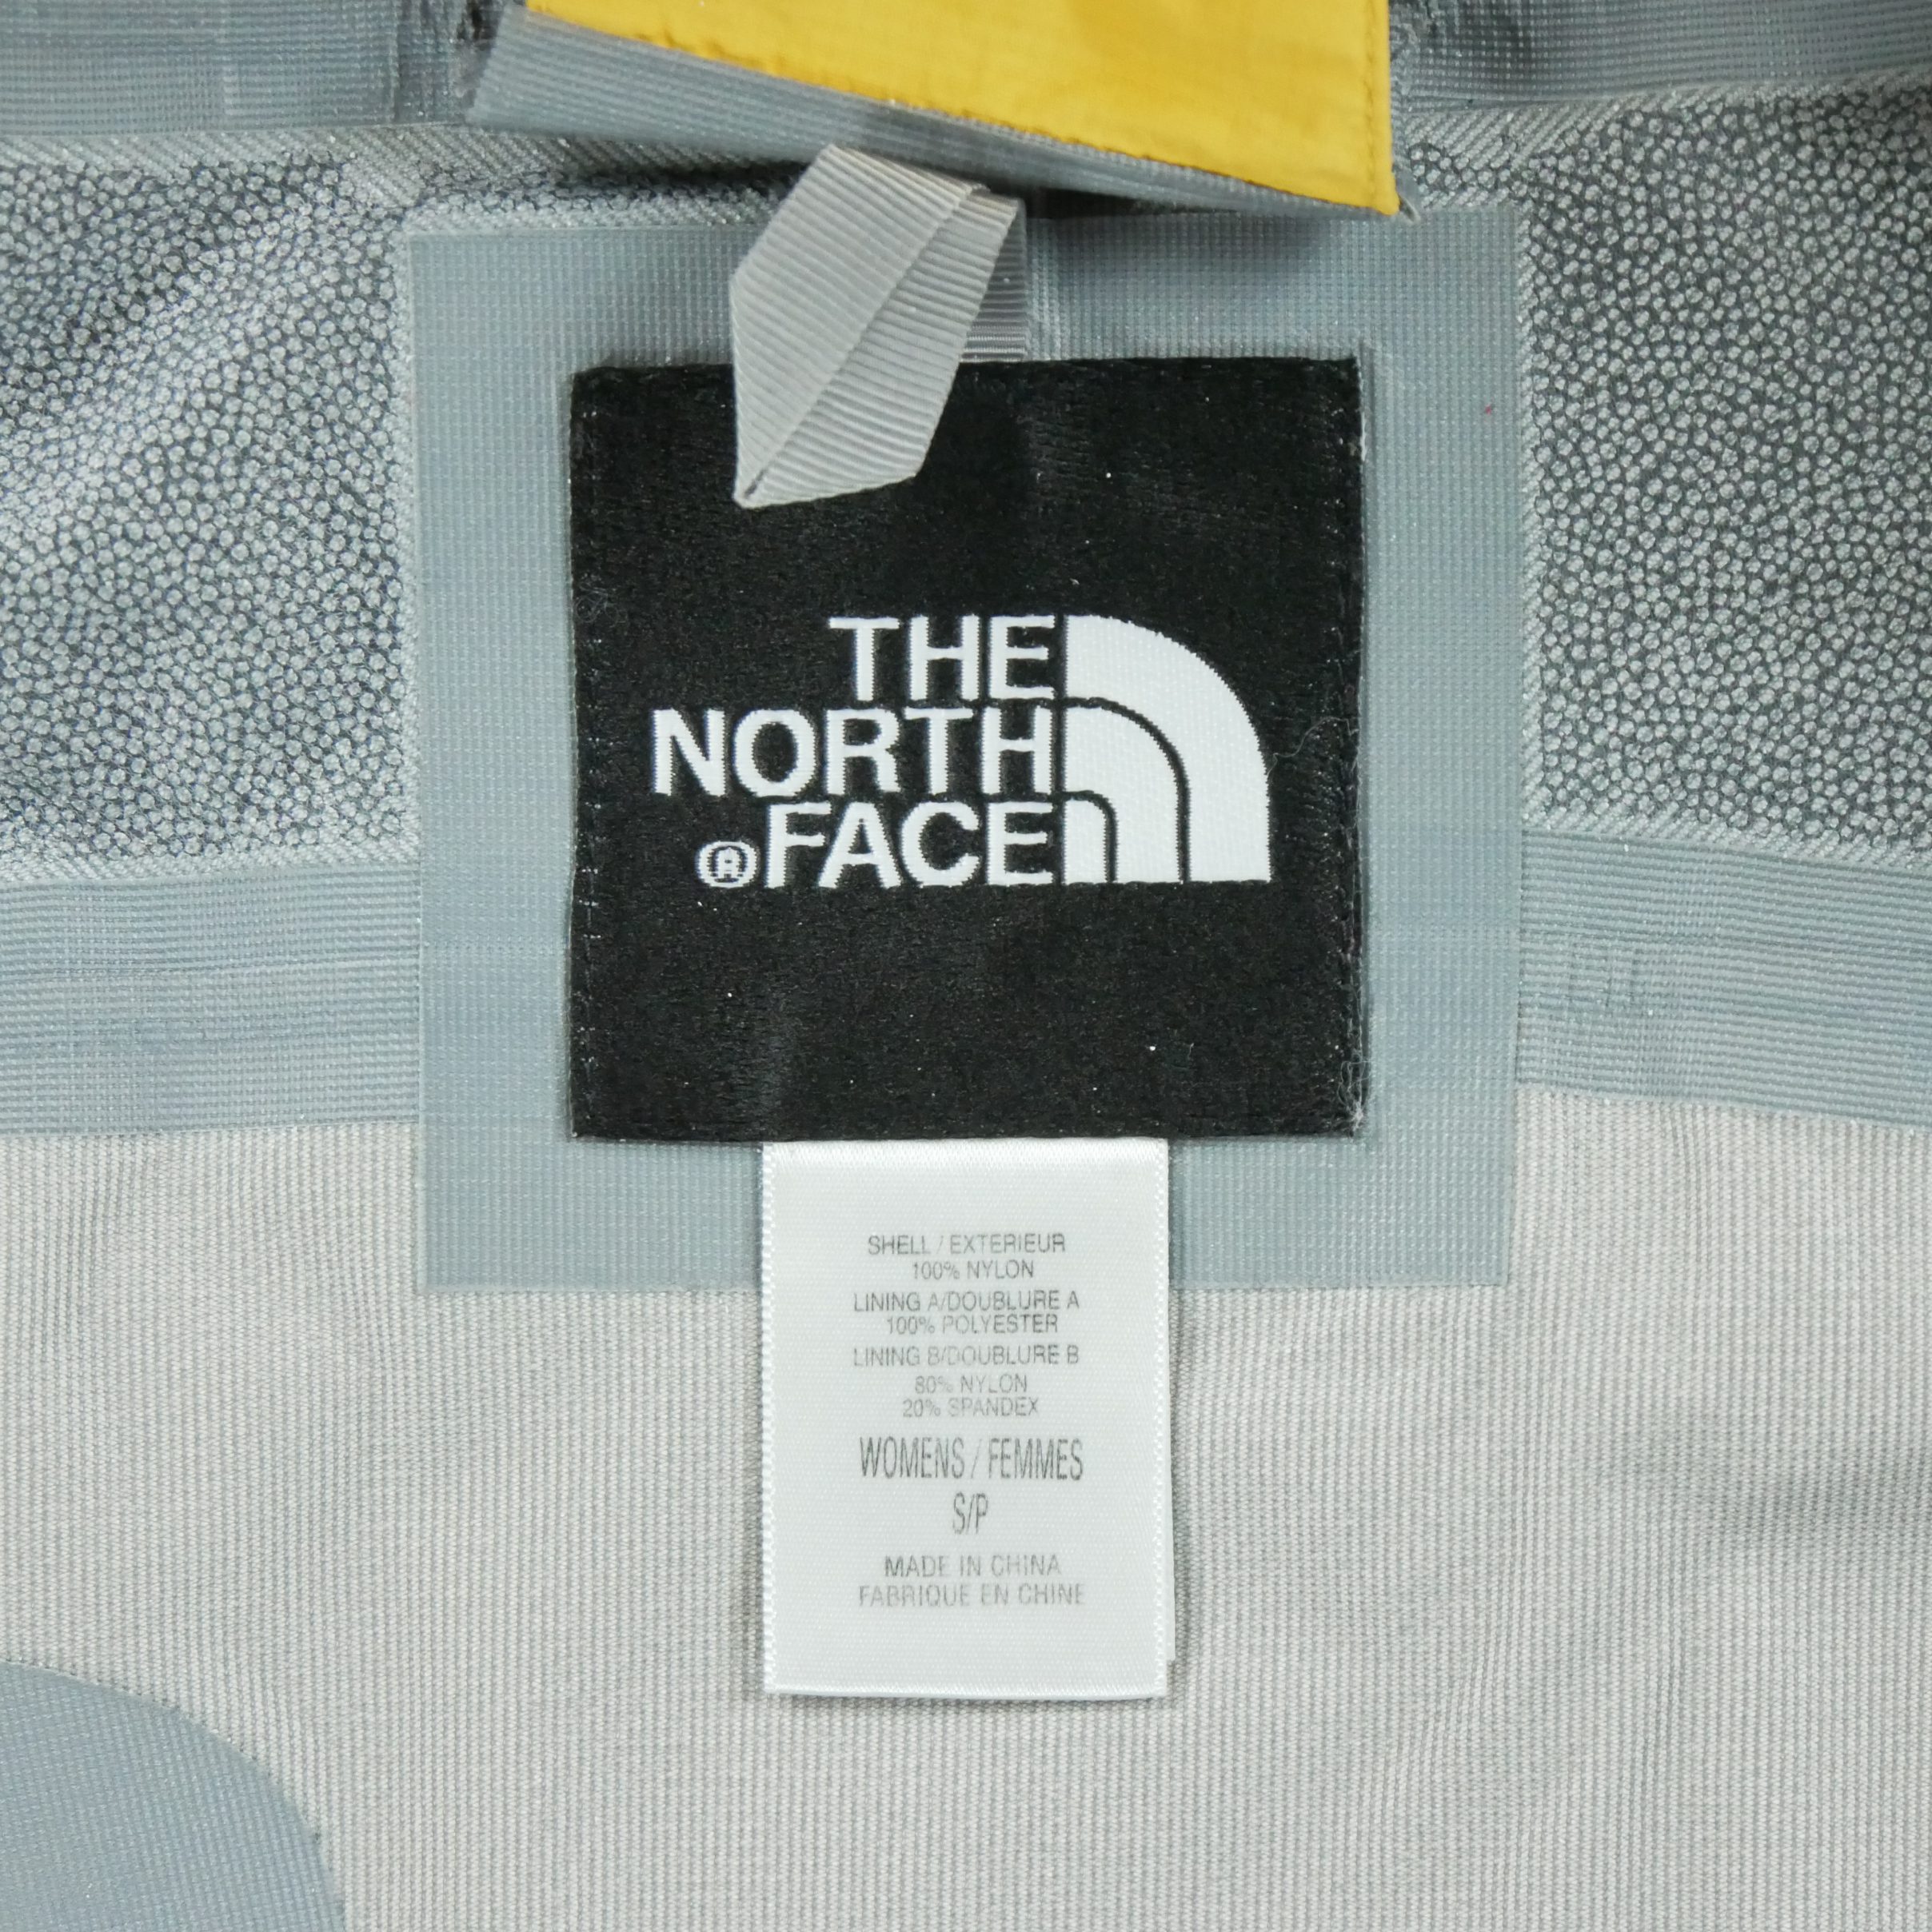 THE
NORTH
®FACE
SHELL / EXTERIEUR
100% NYLON
LINING A/DOUBLURE A
100% POLYESTER
LINING B/DOUBLURE B
80% NYLON
20% SPANDEX
WOMENS / FEMMES
S/P
MADE IN CHINA
FABRIQUE EN CHINE